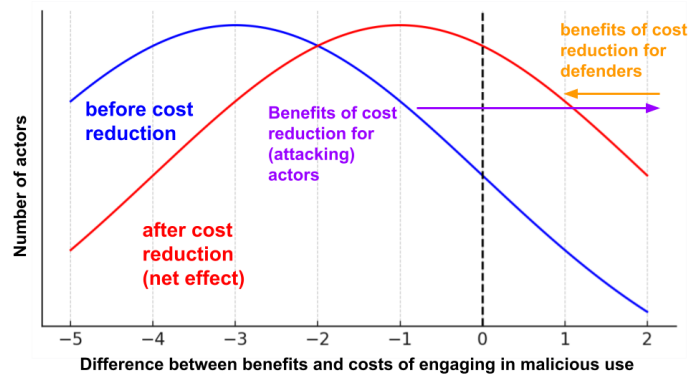 benefits of cost
reduction for
defenders
before cost
reduction
Benefits of cost
reduction for
(attacking)
actors
after cost
reduction
(net effect)
Number of actors
−5 −4 −3 −2 −1 0 1 2
Difference between benefits and costs of engaging in malicious use